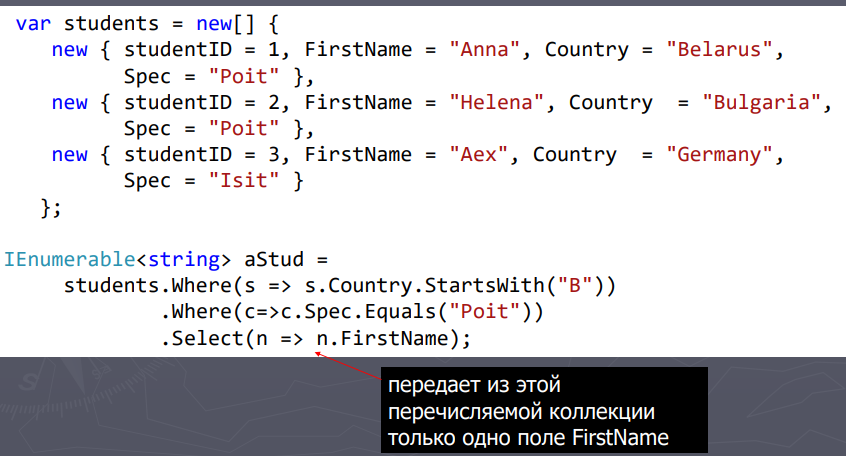 var students = new[] {
new { studentID = 1, FirstName = "Anna", Country = "Belarus",
Spec = "Poit" },
new { studentID = 2, FirstName = "Helena", Country  = "Bulgaria",
Spec = "Poit" },
new { studentID = 3, FirstName = "Aex", Country  = "Germany",
Spec = "Isit" }
};
IEnumerable<string> aStud =
students.Where(s => s.Country.StartsWith("B"))
.Where(c=>c.Spec.Equals("Poit"))
.Select(n => n.FirstName);
передает из этой
перечисляемой коллекции
только одно поле FirstName